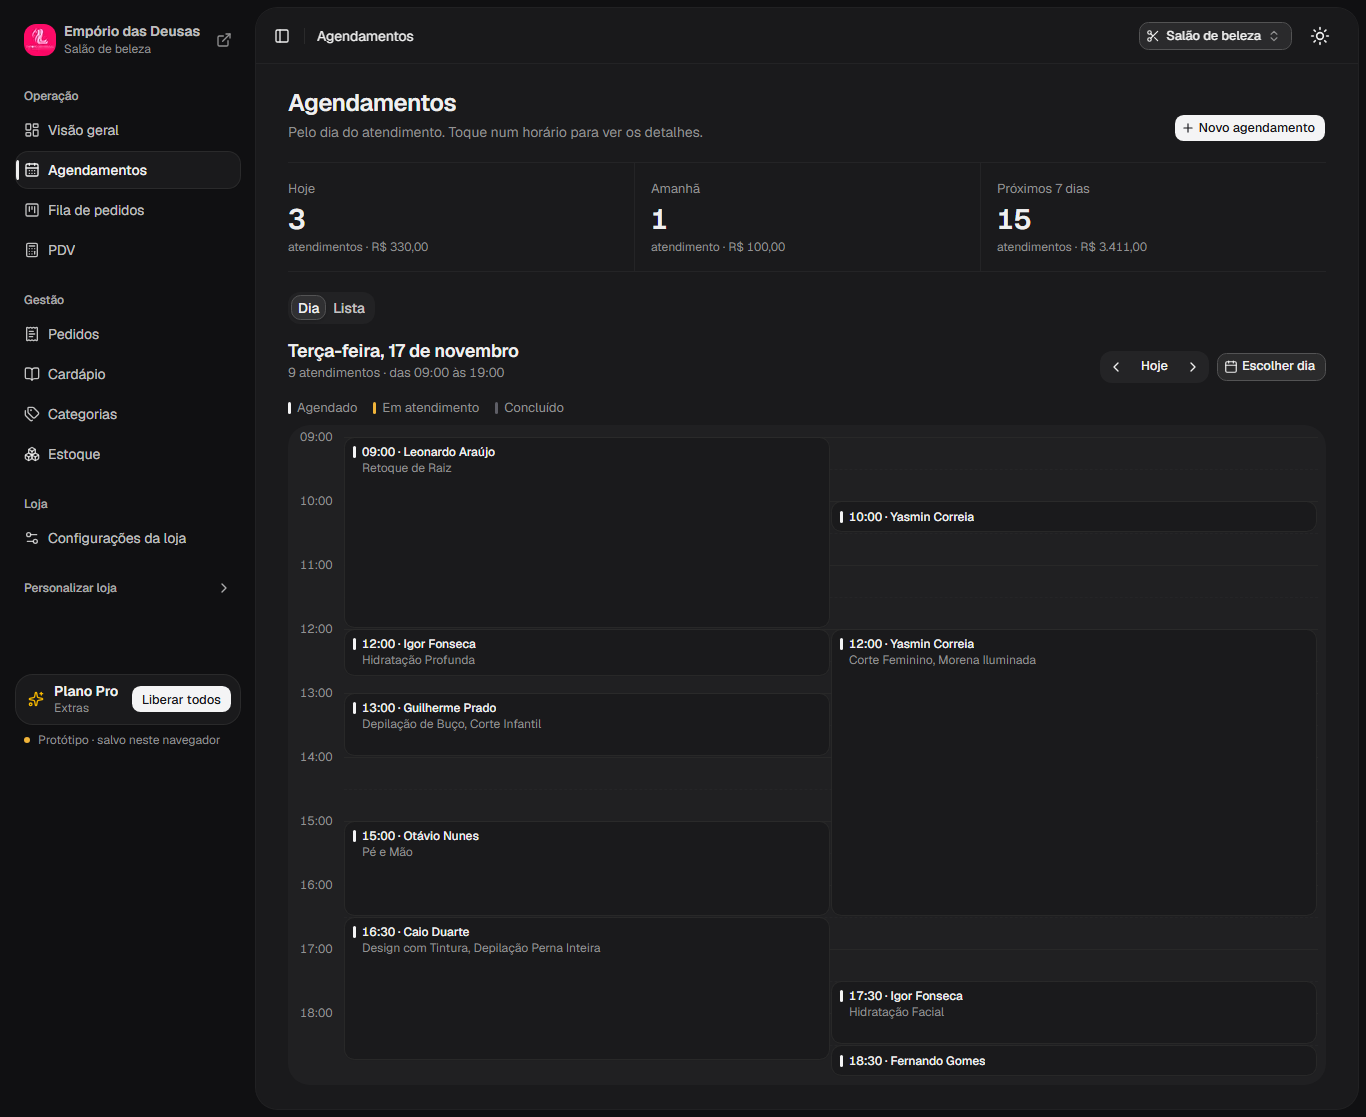 Empório das Deusas
Salão de beleza
Operação
Visão geral
Agendamentos
Fila de pedidos
PDV
Gestão
Pedidos
Cardápio
Categorias
Estoque
Loja
Configurações da loja
Personalizar loja
Plano Pro
Extras
Liberar todos
Protótipo · salvo neste navegador
Agendamentos
Salão de beleza
Agendamentos
Pelo dia do atendimento. Toque num horário para ver os detalhes.
+ Novo agendamento
Hoje
3
atendimentos · R$ 330,00
Amanhã
1
atendimento · R$ 100,00
Próximos 7 dias
15
atendimentos · R$ 3.411,00
Dia Lista
Terça-feira, 17 de novembro
9 atendimentos · das 09:00 às 19:00
Hoje
Escolher dia
Agendado Em atendimento Concluído
09:00
09:00 · Leonardo Araújo
Retoque de Raiz
10:00
10:00 · Yasmin Correia
11:00
12:00
12:00 · Igor Fonseca
Hidratação Profunda
12:00 · Yasmin Correia
Corte Feminino, Morena Iluminada
13:00
13:00 · Guilherme Prado
Depilação de Buço, Corte Infantil
14:00
15:00
15:00 · Otávio Nunes
Pé e Mão
16:00
16:30 · Caio Duarte
Design com Tintura, Depilação Perna Inteira
17:00
17:30 · Igor Fonseca
Hidratação Facial
18:00
18:30 · Fernando Gomes